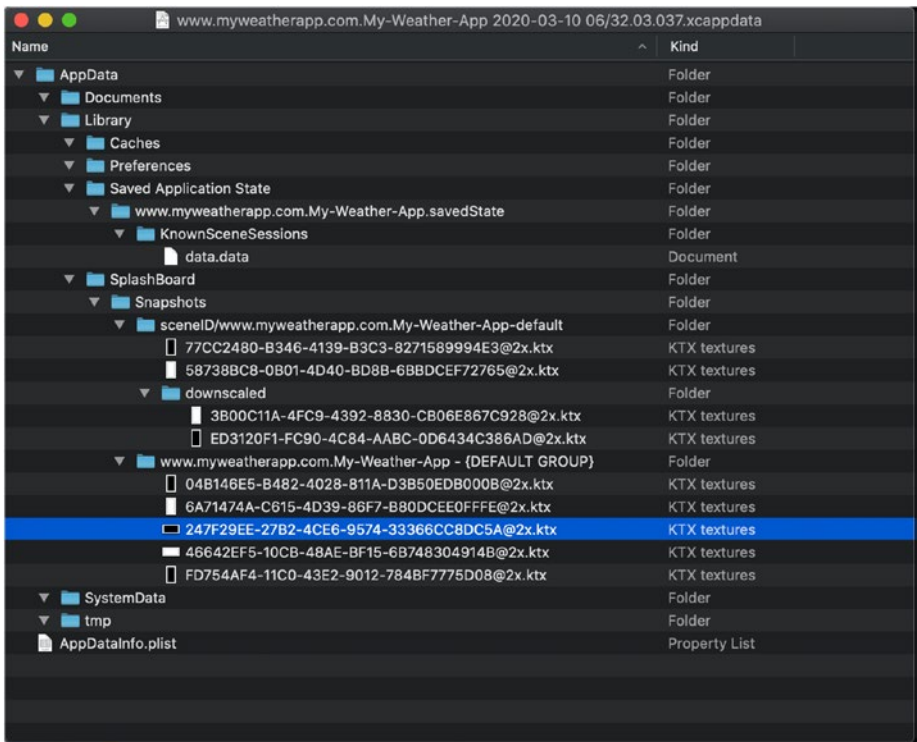 www.myweatherapp.com.My-Weather-App 2020-03-10 06/32.03.037.xcappdata
Name Kind
AppData Folder
Documents Folder
Library Folder
Caches Folder
Preferences Folder
Saved Application State Folder
www.myweatherapp.com.My-Weather-App.savedState Folder
KnownSceneSessions Folder
data.data Document
SplashBoard Folder
Snapshots Folder
sceneID/www.myweatherapp.com.My-Weather-App-default Folder
77CC2480-B346-4139-B3C3-8271589994E3@2x.ktx KTX textures
58738BC8-0B01-4D40-BD8B-6BBDCEF72765@2x.ktx KTX textures
downscaled Folder
3B00C11A-4FC9-4392-8830-CB06E867C928@2x.ktx KTX textures
ED3120F1-FC90-4C84-AABC-0D6434C386AD@2x.ktx KTX textures
www.myweatherapp.com.My-Weather-App - {DEFAULT GROUP} Folder
04B146E5-B482-4028-811A-D3B50EDB000B@2x.ktx KTX textures
6A71474A-C615-4D39-86F7-B80DCEE0FFFE@2x.ktx KTX textures
247F29EE-27B2-4CE6-9574-33366CC8DC5A@2x.ktx KTX textures
46642EF5-10CB-48AE-BF15-6B748304914B@2x.ktx KTX textures
FD754AF4-11C0-43E2-9012-784BF7775D08@2x.ktx KTX textures
SystemData Folder
tmp Folder
AppDataInfo.plist Property List